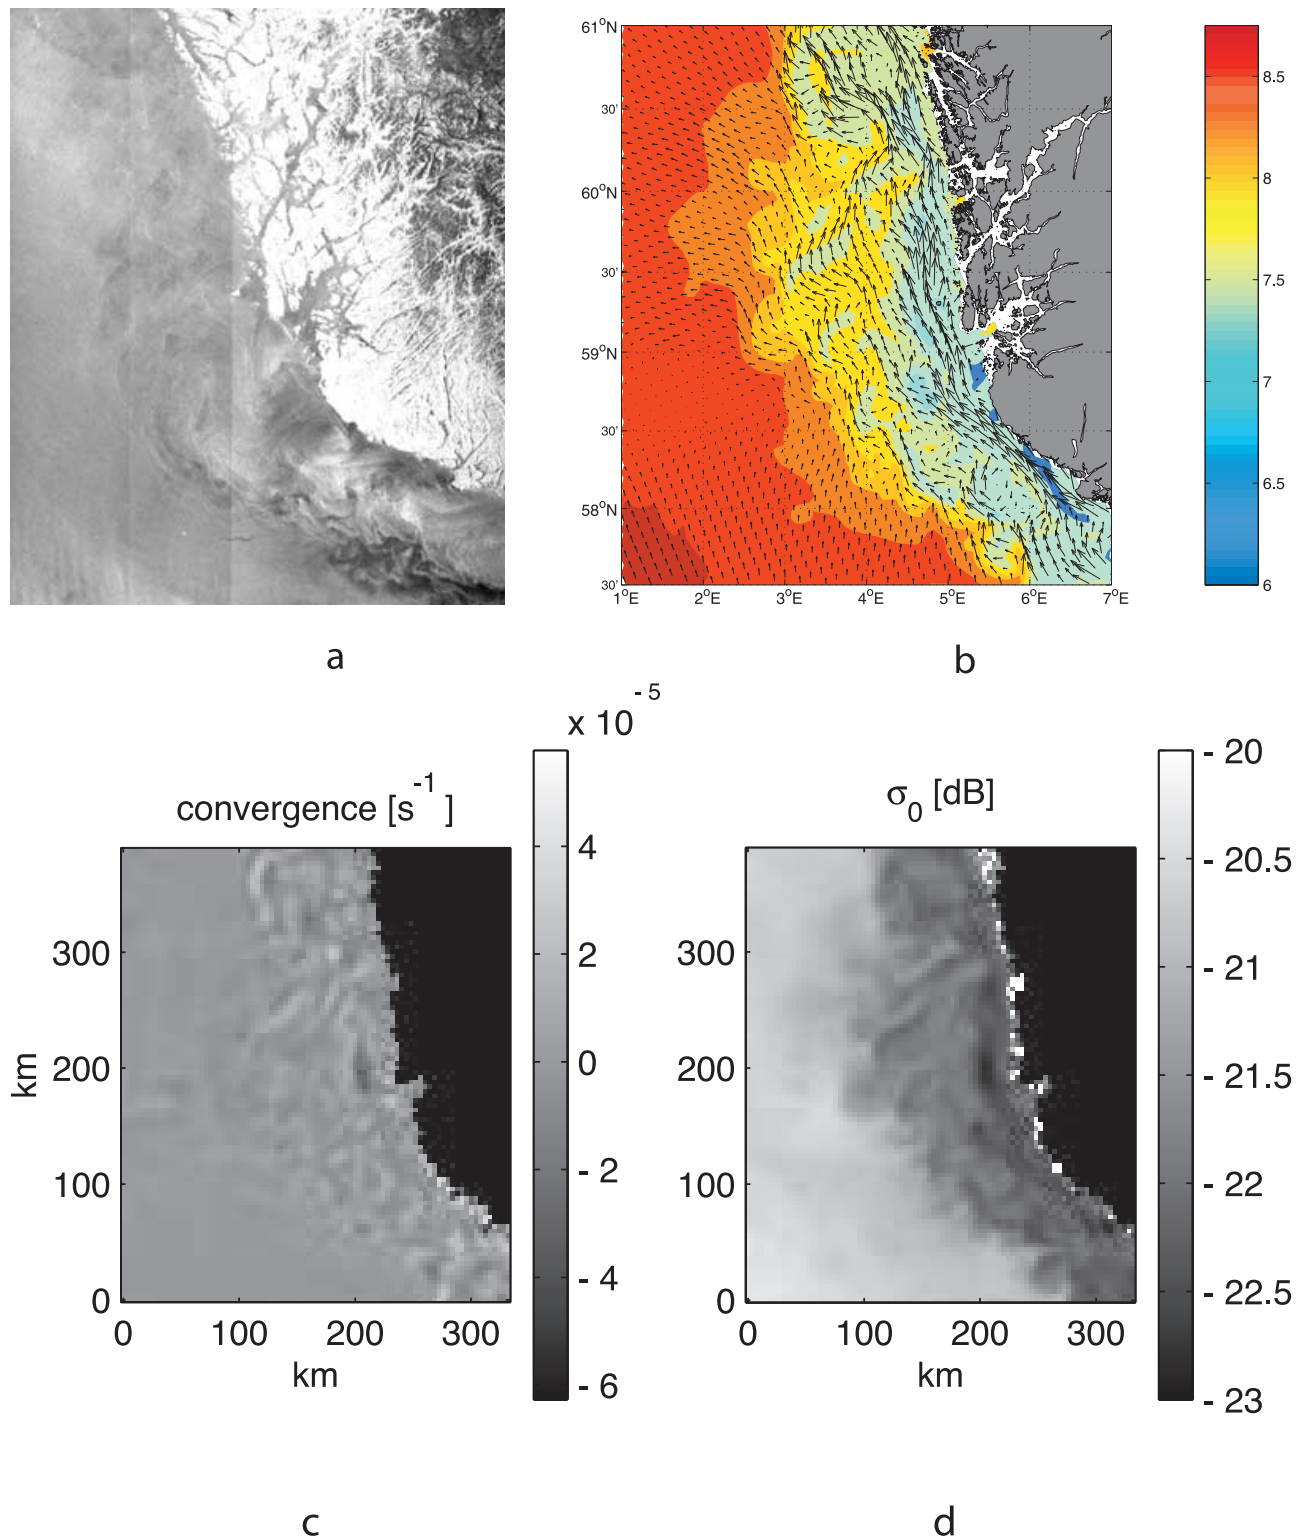 61°N
30'
60°N
30'
59°N
30'
58°N
30'
1°E 2°E 3°E 4°E 5°E 6°E 7°E
8.5
8
7.5
7
6.5
6
a
b
x 10 -5
convergence [s-1]
4
2
0
- 2
- 4
- 6
km
300
200
100
0
0 100 200 300
km
σ0 [dB]
- 20
- 20.5
- 21
- 21.5
- 22
- 22.5
- 23
300
200
100
0
0 100 200 300
km
c
d